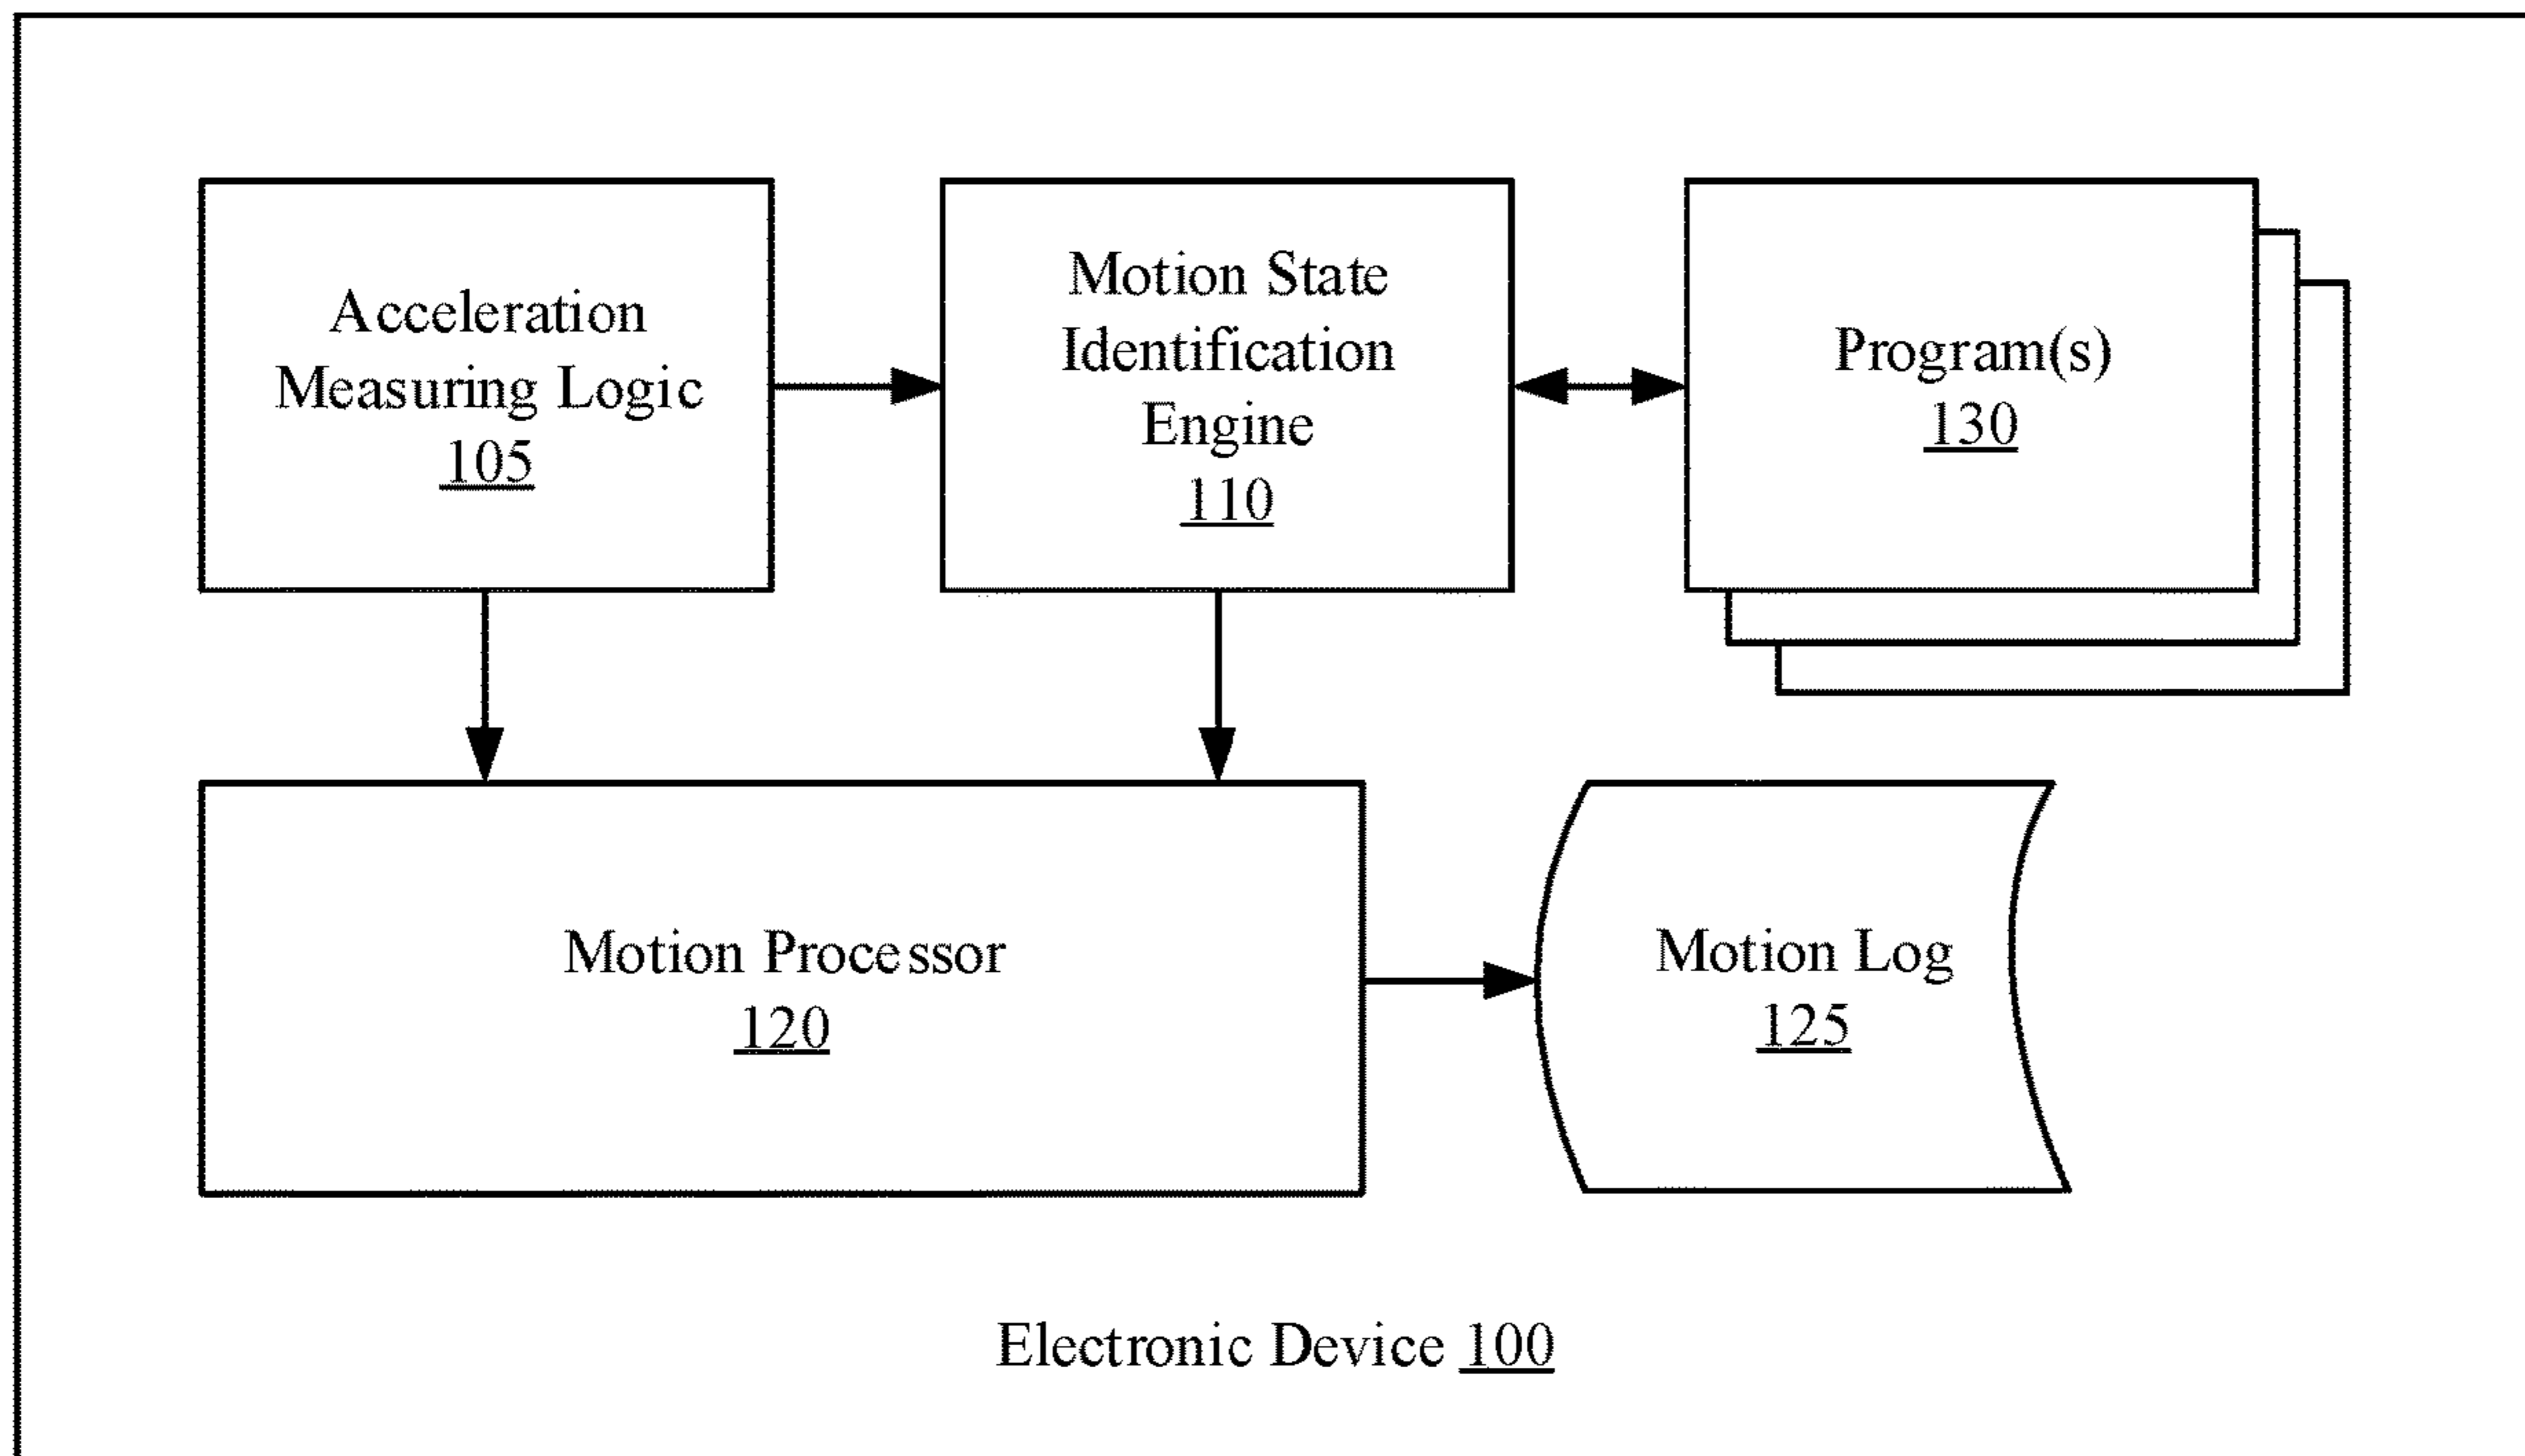 Acceleration
Measuring Logic
105
Motion State
Identification
Engine
110
Program(s)
130
Motion Processor
120
Motion Log
125
Electronic Device 100